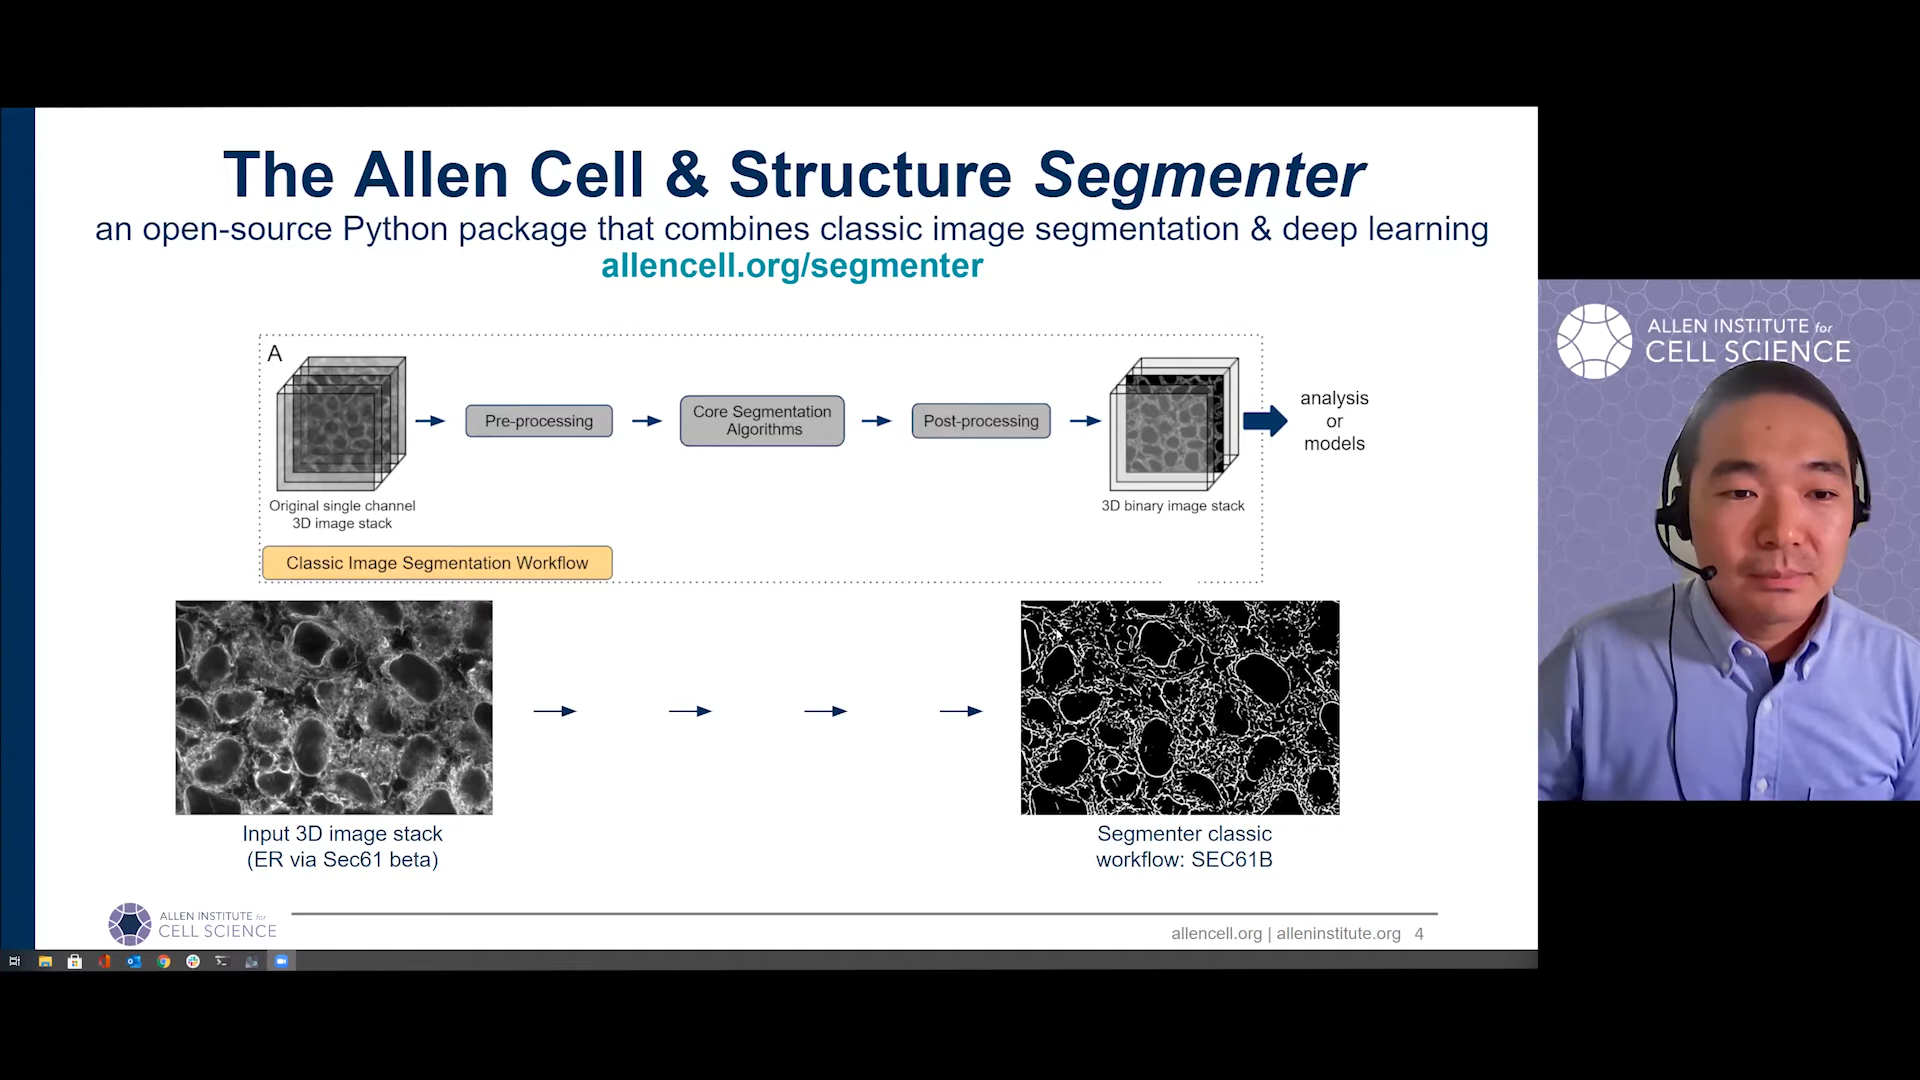 The Allen Cell & Structure Segmenter
an open-source Python package that combines classic image segmentation & deep learning
allencell.org/segmenter
A
Pre-processing
Core Segmentation
Algorithms
Post-processing
analysis
or
models
Original single channel
3D image stack
3D binary image stack
Classic Image Segmentation Workflow
Input 3D image stack
(ER via Sec61 beta)
Segmenter classic
workflow: SEC61B
ALLEN INSTITUTE for
CELL SCIENCE
allencell.org | alleninstitute.org 4
ALLEN INSTITUTE for
CELL SCIENCE